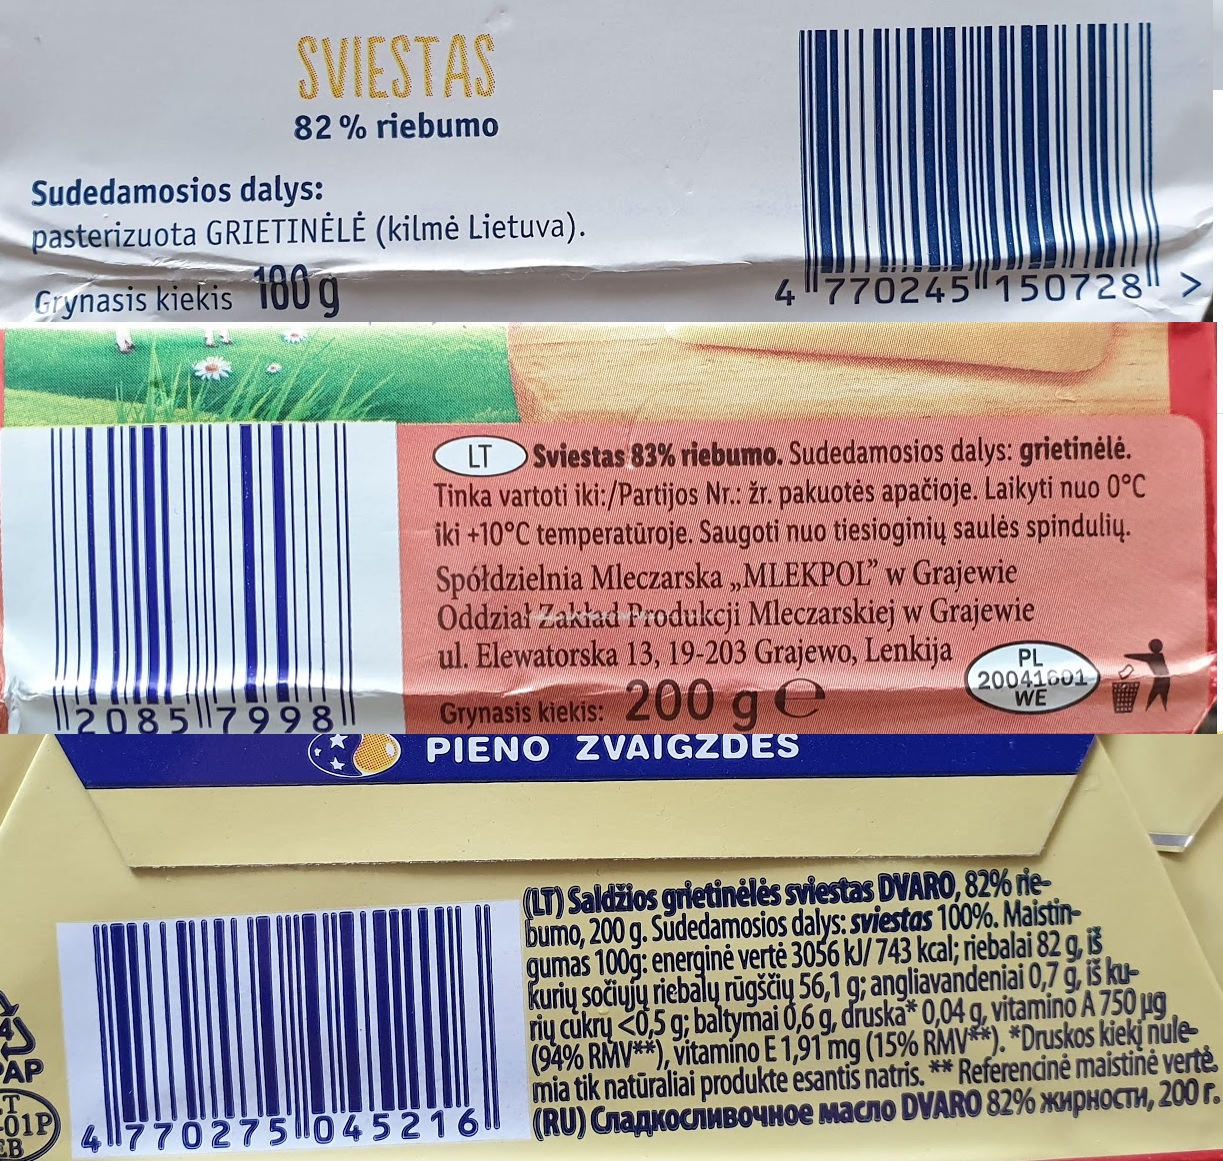 SVIESTAS
82 % riebumo
Sudedamosios dalys:
pasterizuota GRIETINĖLĖ (kilmė Lietuva).
Grynasis kiekis 180 g
4 770245 150728 >
LT Sviestas 83% riebumo. Sudedamosios dalys: grietinėlė.
Tinka vartoti iki:/Partijos Nr.: žr. pakuotės apačioje. Laikyti nuo 0°C
iki +10°C temperatūroje. Saugoti nuo tiesioginių saulės spindulių.
Spółdzielnia Mleczarska „MLEKPOL” w Grajewie
Oddział Zakład Produkcji Mleczarskiej w Grajewie
ul. Elewatorska 13, 19-203 Grajewo, Lenkija
PL
20041601
WE
Grynasis kiekis: 200 g e
2085 7998
PIENO ŽVAIGŽDĖS
(LT) Saldžios grietinėlės sviestas DVARO, 82% rie-
bumo, 200 g. Sudedamosios dalys: sviestas 100%. Maistin-
gumas 100g: energinė vertė 3056 kJ/ 743 kcal; riebalai 82 g, iš
kurių sočiųjų riebalų rūgščių 56,1 g; angliavandeniai 0,7 g, iš ku-
rių cukrų <0,5 g; baltymai 0,6 g, druska* 0,04 g, vitamino A 750 µg
(94% RMV**), vitamino E 1,91 mg (15% RMV**). *Druskos kiekį nule-
mia tik natūraliai produkte esantis natris. ** Referencinė maistinė vertė.
(RU) Сладкосливочное масло DVARO 82% жирности, 200 г.
4 770275 045216
PAP
-01P
EB